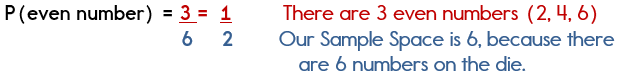 P(even number) = 3 = 1 There are 3 even numbers (2, 4, 6)
6 2 Our Sample Space is 6, because there
are 6 numbers on the die.